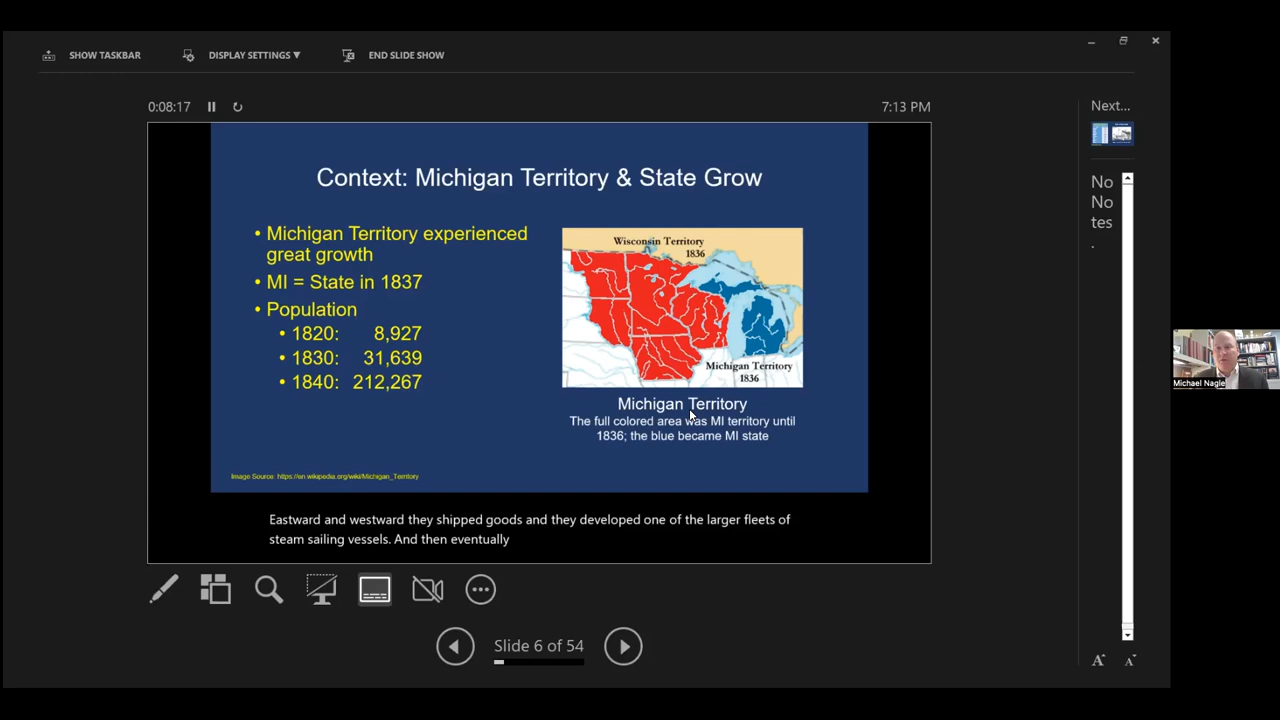 SHOW TASKBAR
DISPLAY SETTINGS ▼
END SLIDE SHOW
0:08:17
7:13 PM
Next...
Context: Michigan Territory & State Grow
• Michigan Territory experienced
great growth
• MI = State in 1837
• Population
• 1820: 8,927
• 1830: 31,639
• 1840: 212,267
Wisconsin Territory
1836
Michigan Territory
1836
Michigan Territory
The full colored area was MI territory until
1836; the blue became MI state
Image Source: https://en.wikipedia.org/wiki/Michigan_Territory
Eastward and westward they shipped goods and they developed one of the larger fleets of
steam sailing vessels. And then eventually
No
No
tes
.
Michael Nagle
Slide 6 of 54
A
A